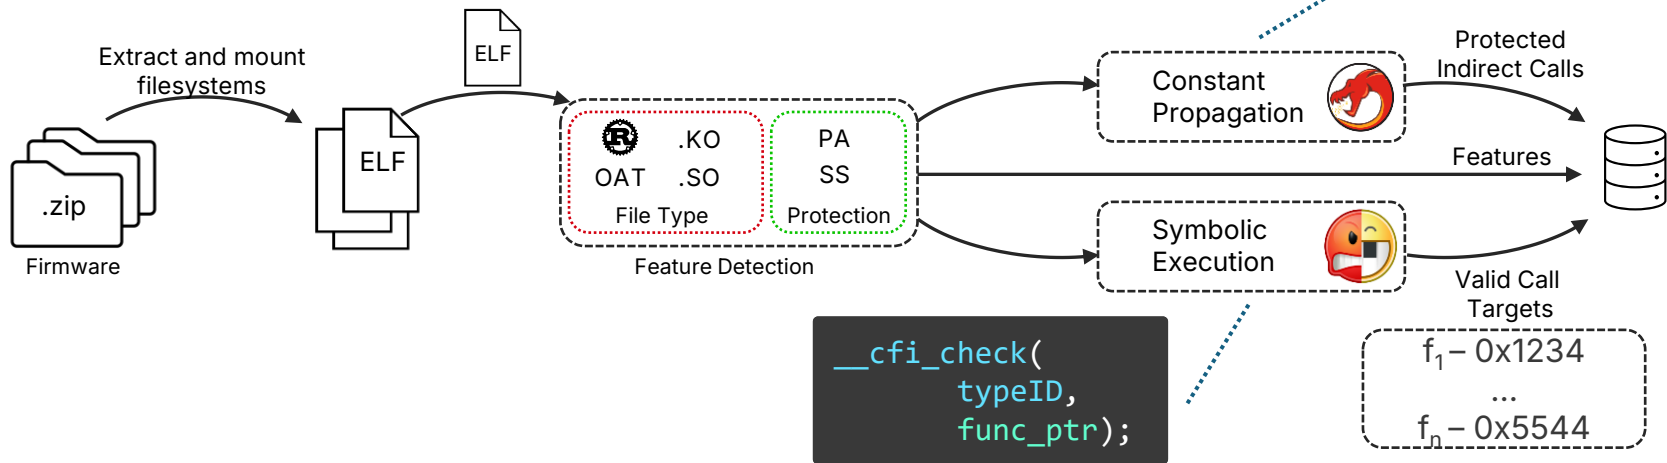 Extract and mount
filesystems
.zip
Firmware
ELF
ELF
R
.KO
OAT
.SO
File Type
PA
SS
Protection
Feature Detection
Constant
Propagation
Protected
Indirect Calls
Features
Symbolic
Execution
Valid Call
Targets
__cfi_check(
typeID,
func_ptr);
f₁ – 0x1234
...
fₙ – 0x5544